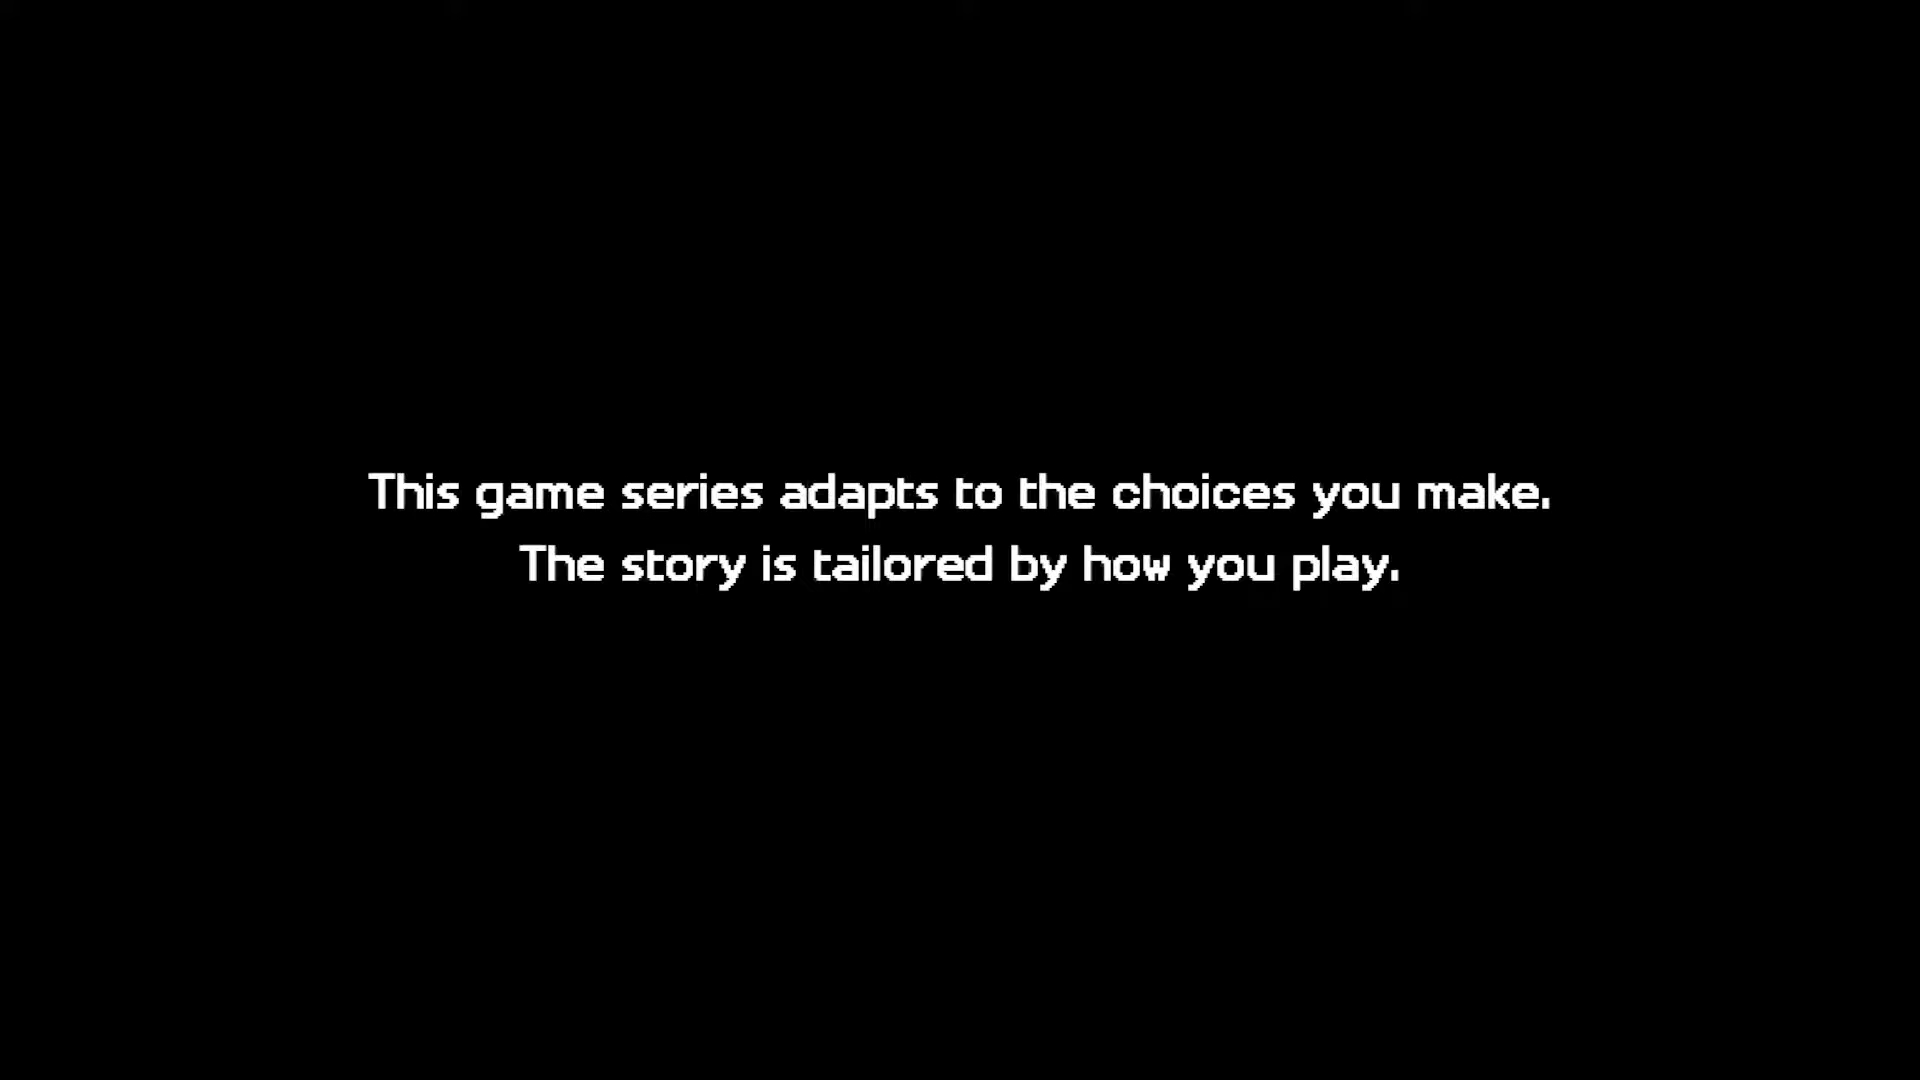 This game series adapts to the choices you make.
The story is tailored by how you play.